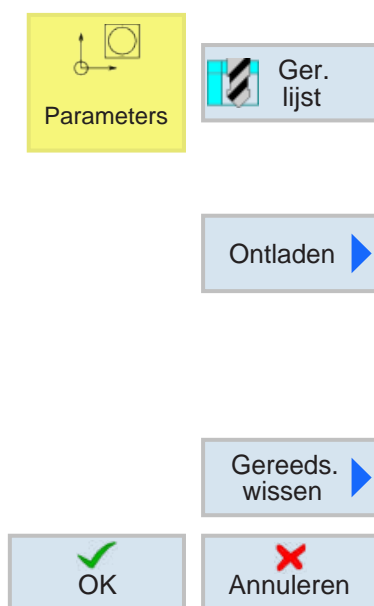 Parameters
Ger.
lijst
Ontladen
Gereeds.
wissen
OK
Annuleren